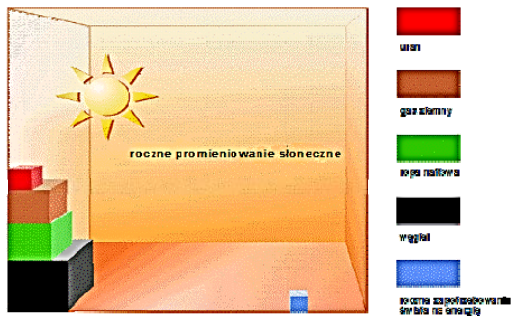 roczne promieniowanie słoneczne
uran
gaz ziemny
ropa naftowa
węgiel
roczne zapotrzebowanie
świata na energię